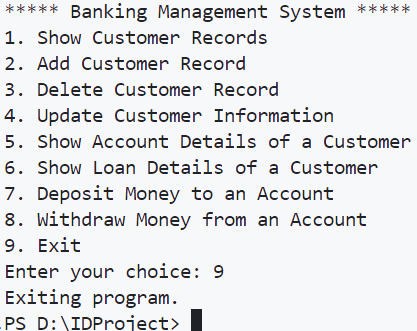 ***** Banking Management System *****
1. Show Customer Records
2. Add Customer Record
3. Delete Customer Record
4. Update Customer Information
5. Show Account Details of a Customer
6. Show Loan Details of a Customer
7. Deposit Money to an Account
8. Withdraw Money from an Account
9. Exit
Enter your choice: 9
Exiting program.
PS D:\IDProject>